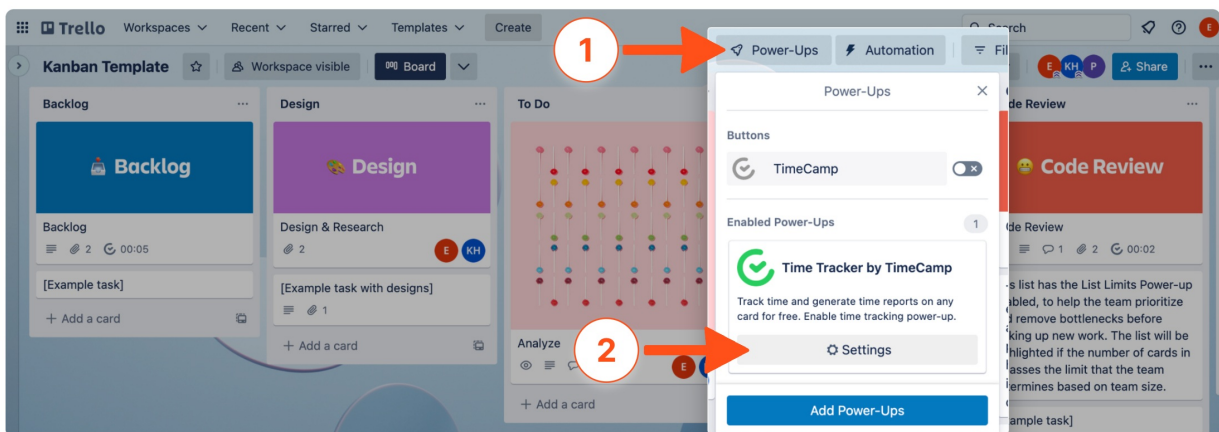 Trello Workspaces Recent Starred Templates Create Search E
1
Power-Ups Automation Fil
Kanban Template Workspace visible Board E KH P Share
Backlog
Backlog
Backlog
2 00:05
[Example task]
+ Add a card
Design
Design
Design & Research
2 E KH
[Example task with designs]
1
+ Add a card
To Do
Analyze
E
+ Add a card
2
Power-Ups
Buttons
TimeCamp
Enabled Power-Ups 1
Time Tracker by TimeCamp
Track time and generate time reports on any
card for free. Enable time tracking power-up.
Settings
Add Power-Ups
de Review
Code Review
de Review
1 2 00:02
s list has the List Limits Power-up
abled, to help the team prioritize
remove bottlenecks before
king up new work. The list will be
hlighted if the number of cards in
asses the limit that the team
ermines based on team size.
ample task]